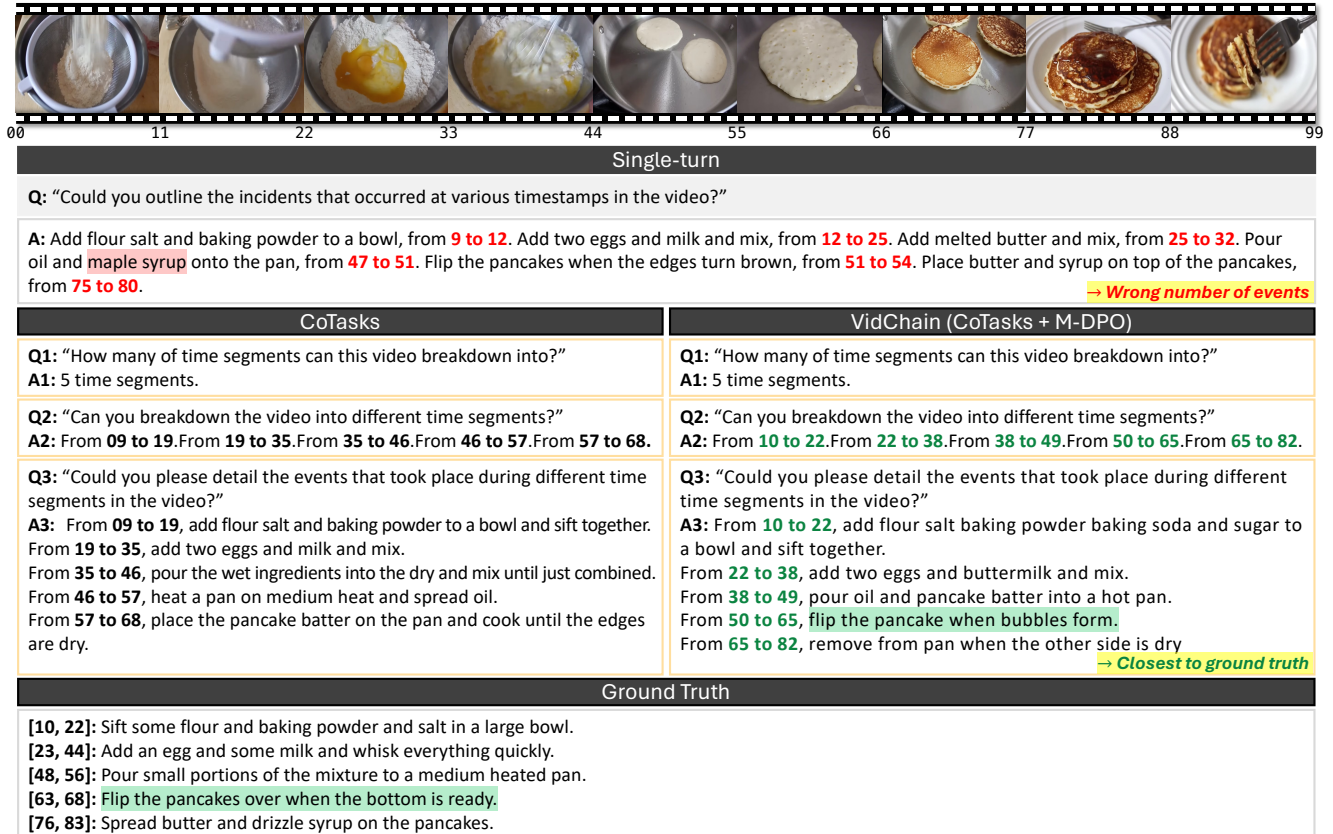 00 11 22 33 44 55 66 77 88 99
Single-turn
Q: “Could you outline the incidents that occurred at various timestamps in the video?”
A: Add flour salt and baking powder to a bowl, from 9 to 12. Add two eggs and milk and mix, from 12 to 25. Add melted butter and mix, from 25 to 32. Pour
oil and maple syrup onto the pan, from 47 to 51. Flip the pancakes when the edges turn brown, from 51 to 54. Place butter and syrup on top of the pancakes,
from 75 to 80.
→ Wrong number of events
CoTasks
Q1: “How many of time segments can this video breakdown into?”
A1: 5 time segments.
Q2: “Can you breakdown the video into different time segments?”
A2: From 09 to 19.From 19 to 35.From 35 to 46.From 46 to 57.From 57 to 68.
Q3: “Could you please detail the events that took place during different time
segments in the video?”
A3: From 09 to 19, add flour salt and baking powder to a bowl and sift together.
From 19 to 35, add two eggs and milk and mix.
From 35 to 46, pour the wet ingredients into the dry and mix until just combined.
From 46 to 57, heat a pan on medium heat and spread oil.
From 57 to 68, place the pancake batter on the pan and cook until the edges
are dry.
VidChain (CoTasks + M-DPO)
Q1: “How many of time segments can this video breakdown into?”
A1: 5 time segments.
Q2: “Can you breakdown the video into different time segments?”
A2: From 10 to 22.From 22 to 38.From 38 to 49.From 50 to 65.From 65 to 82.
Q3: “Could you please detail the events that took place during different
time segments in the video?”
A3: From 10 to 22, add flour salt baking powder baking soda and sugar to
a bowl and sift together.
From 22 to 38, add two eggs and buttermilk and mix.
From 38 to 49, pour oil and pancake batter into a hot pan.
From 50 to 65, flip the pancake when bubbles form.
From 65 to 82, remove from pan when the other side is dry
→ Closest to ground truth
Ground Truth
[10, 22]: Sift some flour and baking powder and salt in a large bowl.
[23, 44]: Add an egg and some milk and whisk everything quickly.
[48, 56]: Pour small portions of the mixture to a medium heated pan.
[63, 68]: Flip the pancakes over when the bottom is ready.
[76, 83]: Spread butter and drizzle syrup on the pancakes.